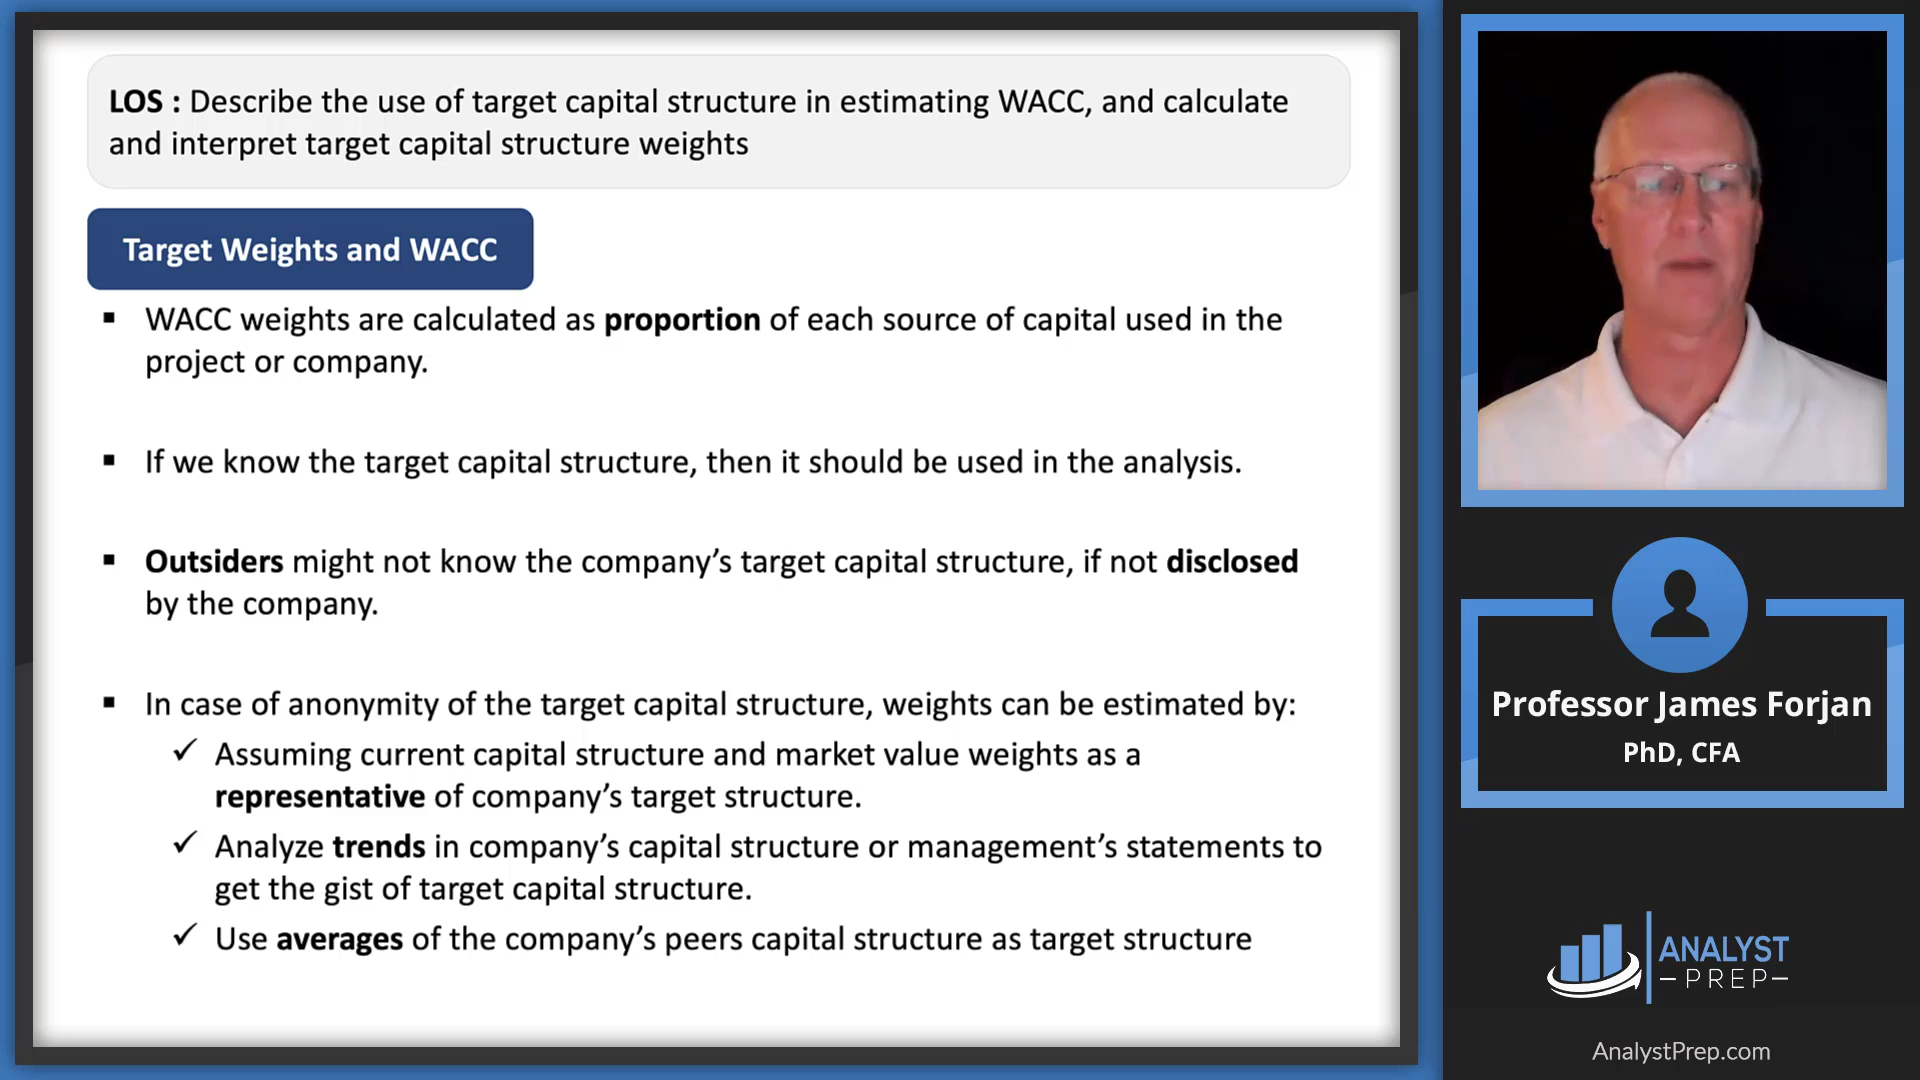 LOS : Describe the use of target capital structure in estimating WACC, and calculate
and interpret target capital structure weights
Target Weights and WACC
▪ WACC weights are calculated as proportion of each source of capital used in the
project or company.
▪ If we know the target capital structure, then it should be used in the analysis.
▪ Outsiders might not know the company’s target capital structure, if not disclosed
by the company.
▪ In case of anonymity of the target capital structure, weights can be estimated by:
✓ Assuming current capital structure and market value weights as a
representative of company’s target structure.
✓ Analyze trends in company’s capital structure or management’s statements to
get the gist of target capital structure.
✓ Use averages of the company’s peers capital structure as target structure
Professor James Forjan
PhD, CFA
ANALYST
PREP
AnalystPrep.com